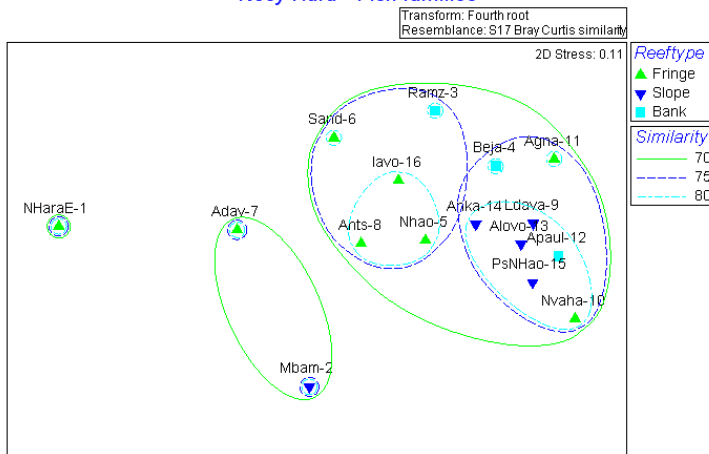 Transform: Fourth root
Resemblance: S17 Bray Curtis similarity
2D Stress: 0.11
Reeftype
Fringe
Slope
Bank
Similarity
70
75
80
Ramz-3
Sand-6
Beja-4
Agna-11
Iavo-16
NHaraE-1
Aday-7
Anka-14
Ldava-9
Ants-8
Nhao-5
Alovo-13
Apaul-12
PsNHao-15
Nvaha-10
Mbam-2